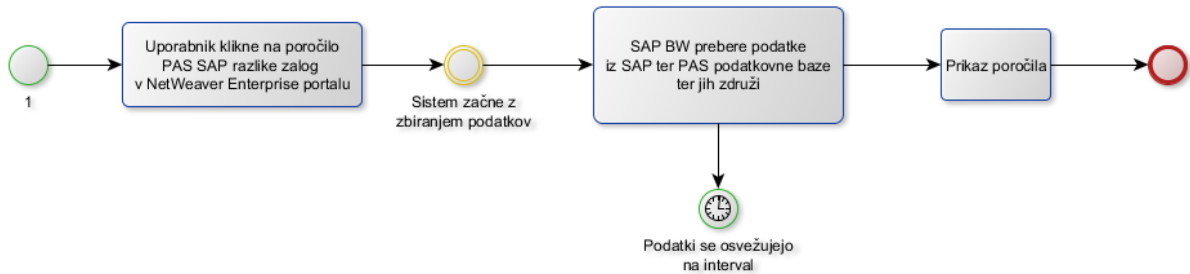 1
Uporabnik klikne na poročilo
PAS SAP razlike zalog
v NetWeaver Enterprise portalu
Sistem začne z
zbiranjem podatkov
SAP BW prebere podatke
iz SAP ter PAS podatkovne baze
ter jih združi
Podatki se osvežujejo
na interval
Prikaz poročila